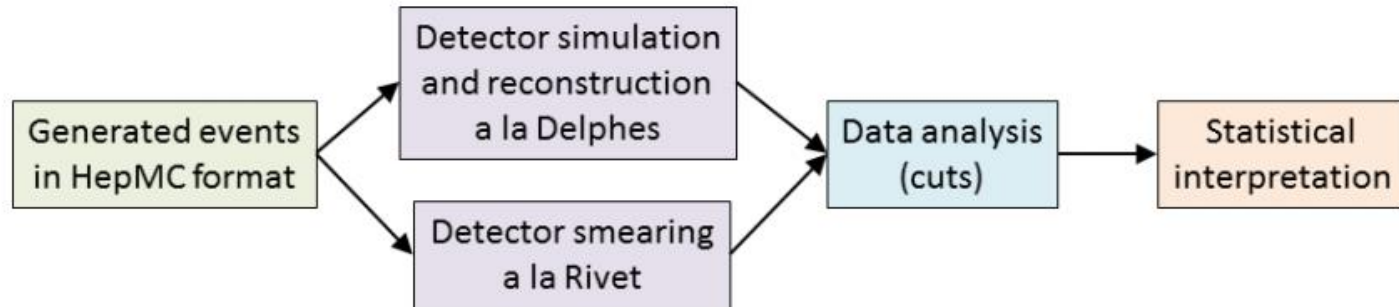 Generated events
in HepMC format
Detector simulation
and reconstruction
a la Delphes
Detector smearing
a la Rivet
Data analysis
(cuts)
Statistical
interpretation